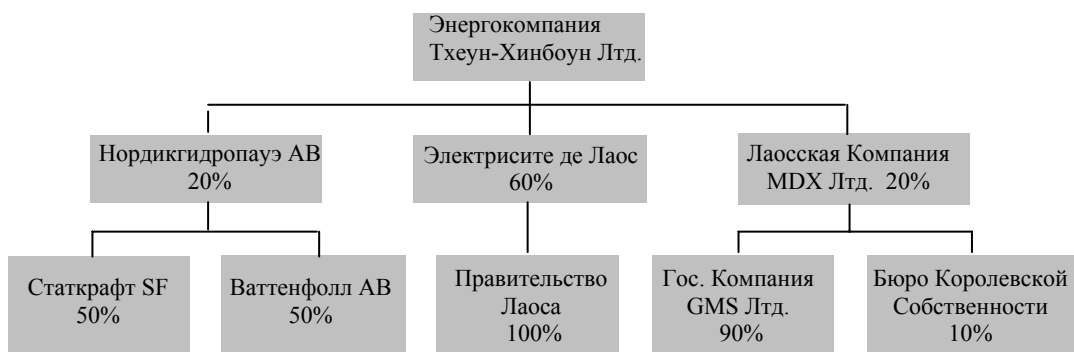 Энергокомпания
Тхеун-Хинбоун Лтд.
Нордикгидропауэ АВ
20%
Электрисите де Лаос
60%
Лаосская Компания
MDX Лтд. 20%
Статкрафт SF
50%
Ваттенфолл АВ
50%
Правительство
Лаоса
100%
Гос. Компания
GMS Лтд.
90%
Бюро Королевской
Собственности
10%